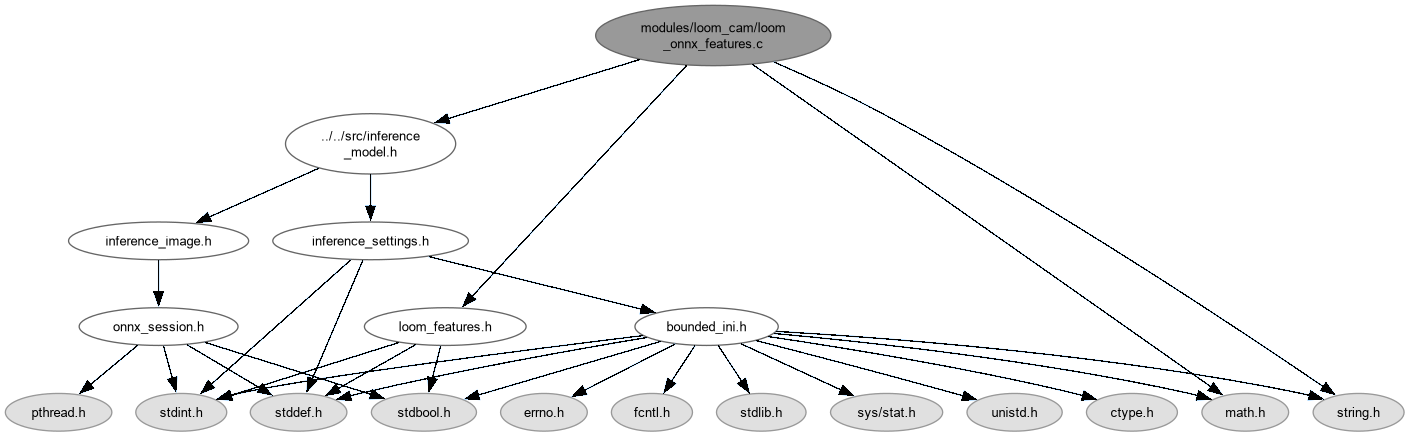 modules/loom_cam/loom
_onnx_features.c
../../src/inference
_model.h
inference_image.h
inference_settings.h
onnx_session.h
loom_features.h
bounded_ini.h
pthread.h
stdint.h
stddef.h
stdbool.h
errno.h
fcntl.h
stdlib.h
sys/stat.h
unistd.h
ctype.h
math.h
string.h